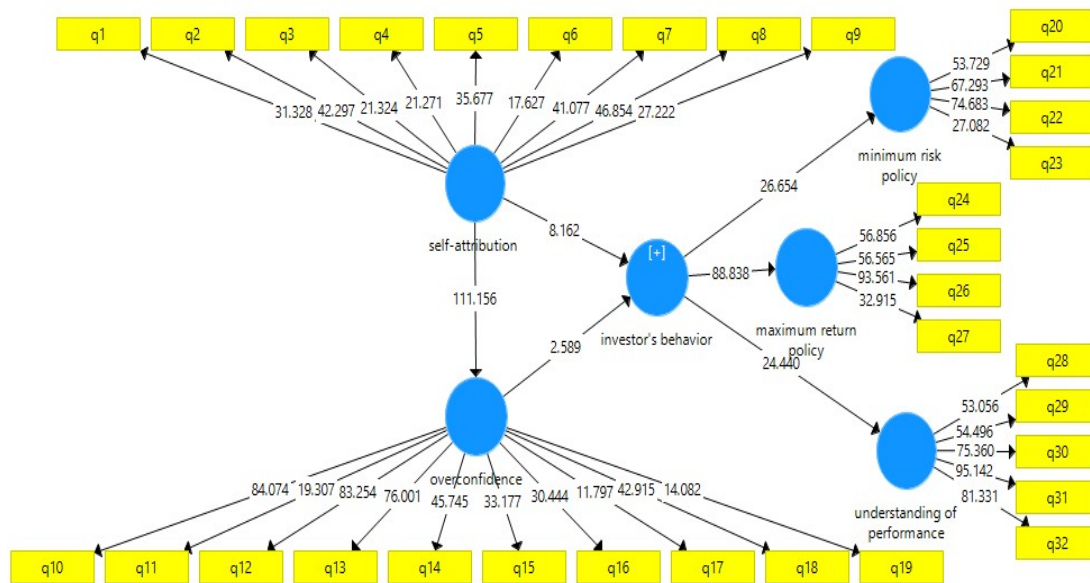 q1 q2 q3 q4 q5 q6 q7 q8 q9
q20
53.729
q21
67.293
31.328 42.297 21.324 21.271 35.677 17.627 41.077 46.854 27.222
74.683
q22
27.082
minimum risk
policy
q23
26.654
q24
self-attribution
8.162
56.856
q25
[+]
56.565
88.838
93.561
q26
111.156
32.915
investor's behavior
maximum return
policy
q27
2.589
24.440
q28
53.056
q29
54.496
75.360
q30
95.142
q31
81.331
understanding of
performance
q32
overconfidence
84.074 19.307 83.254 76.001 45.745 33.177 30.444 11.797 42.915 14.082
q10 q11 q12 q13 q14 q15 q16 q17 q18 q19